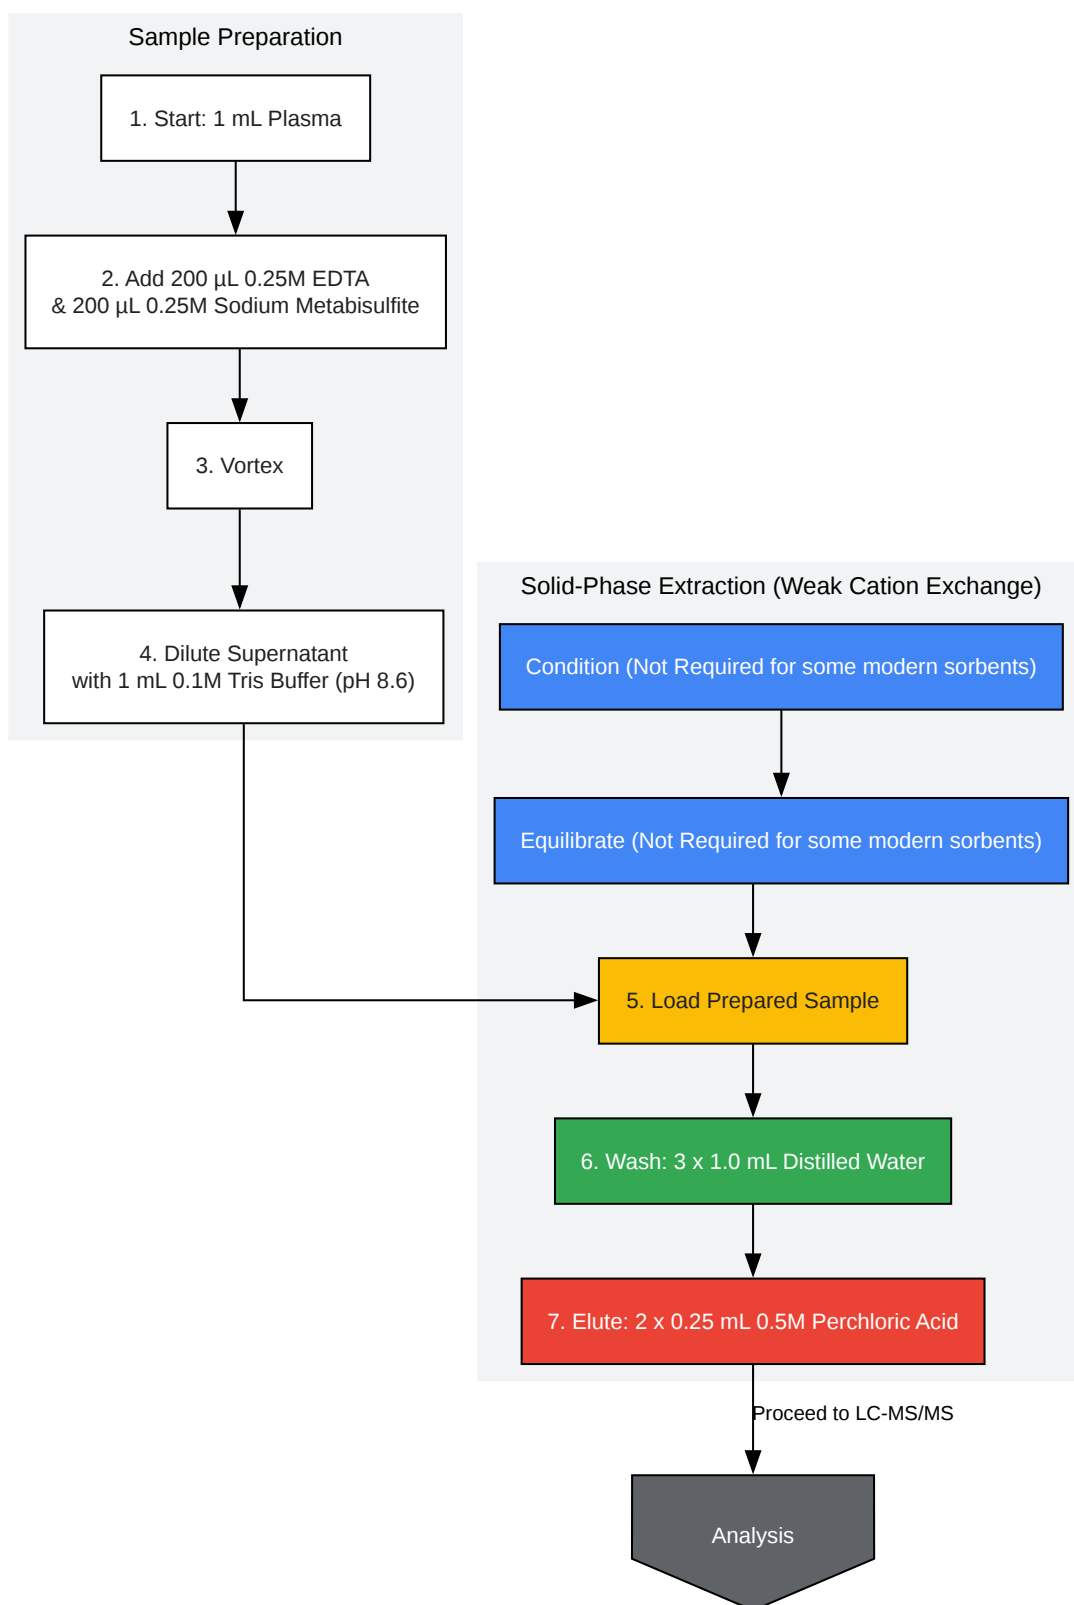 Sample Preparation
1. Start: 1 mL Plasma
2. Add 200 µL 0.25M EDTA
& 200 µL 0.25M Sodium Metabisulfite
3. Vortex
4. Dilute Supernatant
with 1 mL 0.1M Tris Buffer (pH 8.6)
Solid-Phase Extraction (Weak Cation Exchange)
Condition (Not Required for some modern sorbents)
Equilibrate (Not Required for some modern sorbents)
5. Load Prepared Sample
6. Wash: 3 x 1.0 mL Distilled Water
7. Elute: 2 x 0.25 mL 0.5M Perchloric Acid
Proceed to LC-MS/MS
Analysis